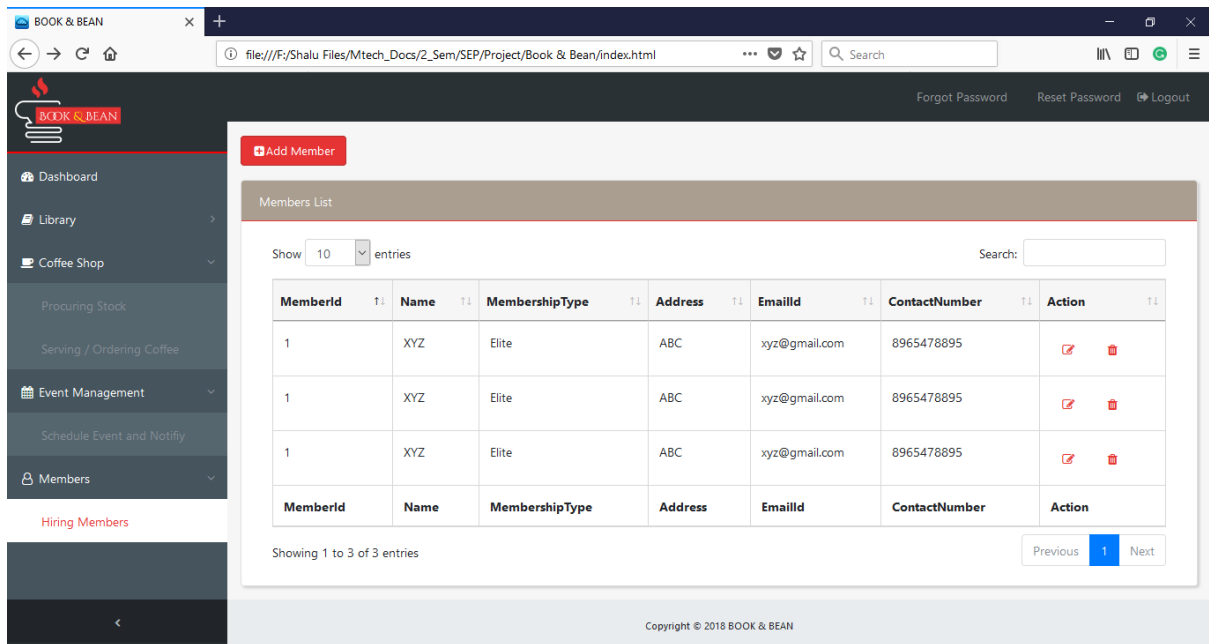 BOOK & BEAN
file:///F:/Shalu Files/Mtech_Docs/2_Sem/SEP/Project/Book & Bean/index.html
Search
BOOK & BEAN
Forgot Password Reset Password Logout
Dashboard
Library
Coffee Shop
Procuring Stock
Serving / Ordering Coffee
Event Management
Schedule Event and Notifiy
Members
Hiring Members
Add Member
Members List
Show 10 entries Search:
MemberId Name MembershipType Address EmailId ContactNumber Action
1 XYZ Elite ABC xyz@gmail.com 8965478895
1 XYZ Elite ABC xyz@gmail.com 8965478895
1 XYZ Elite ABC xyz@gmail.com 8965478895
MemberId Name MembershipType Address EmailId ContactNumber Action
Showing 1 to 3 of 3 entries Previous 1 Next
Copyright © 2018 BOOK & BEAN